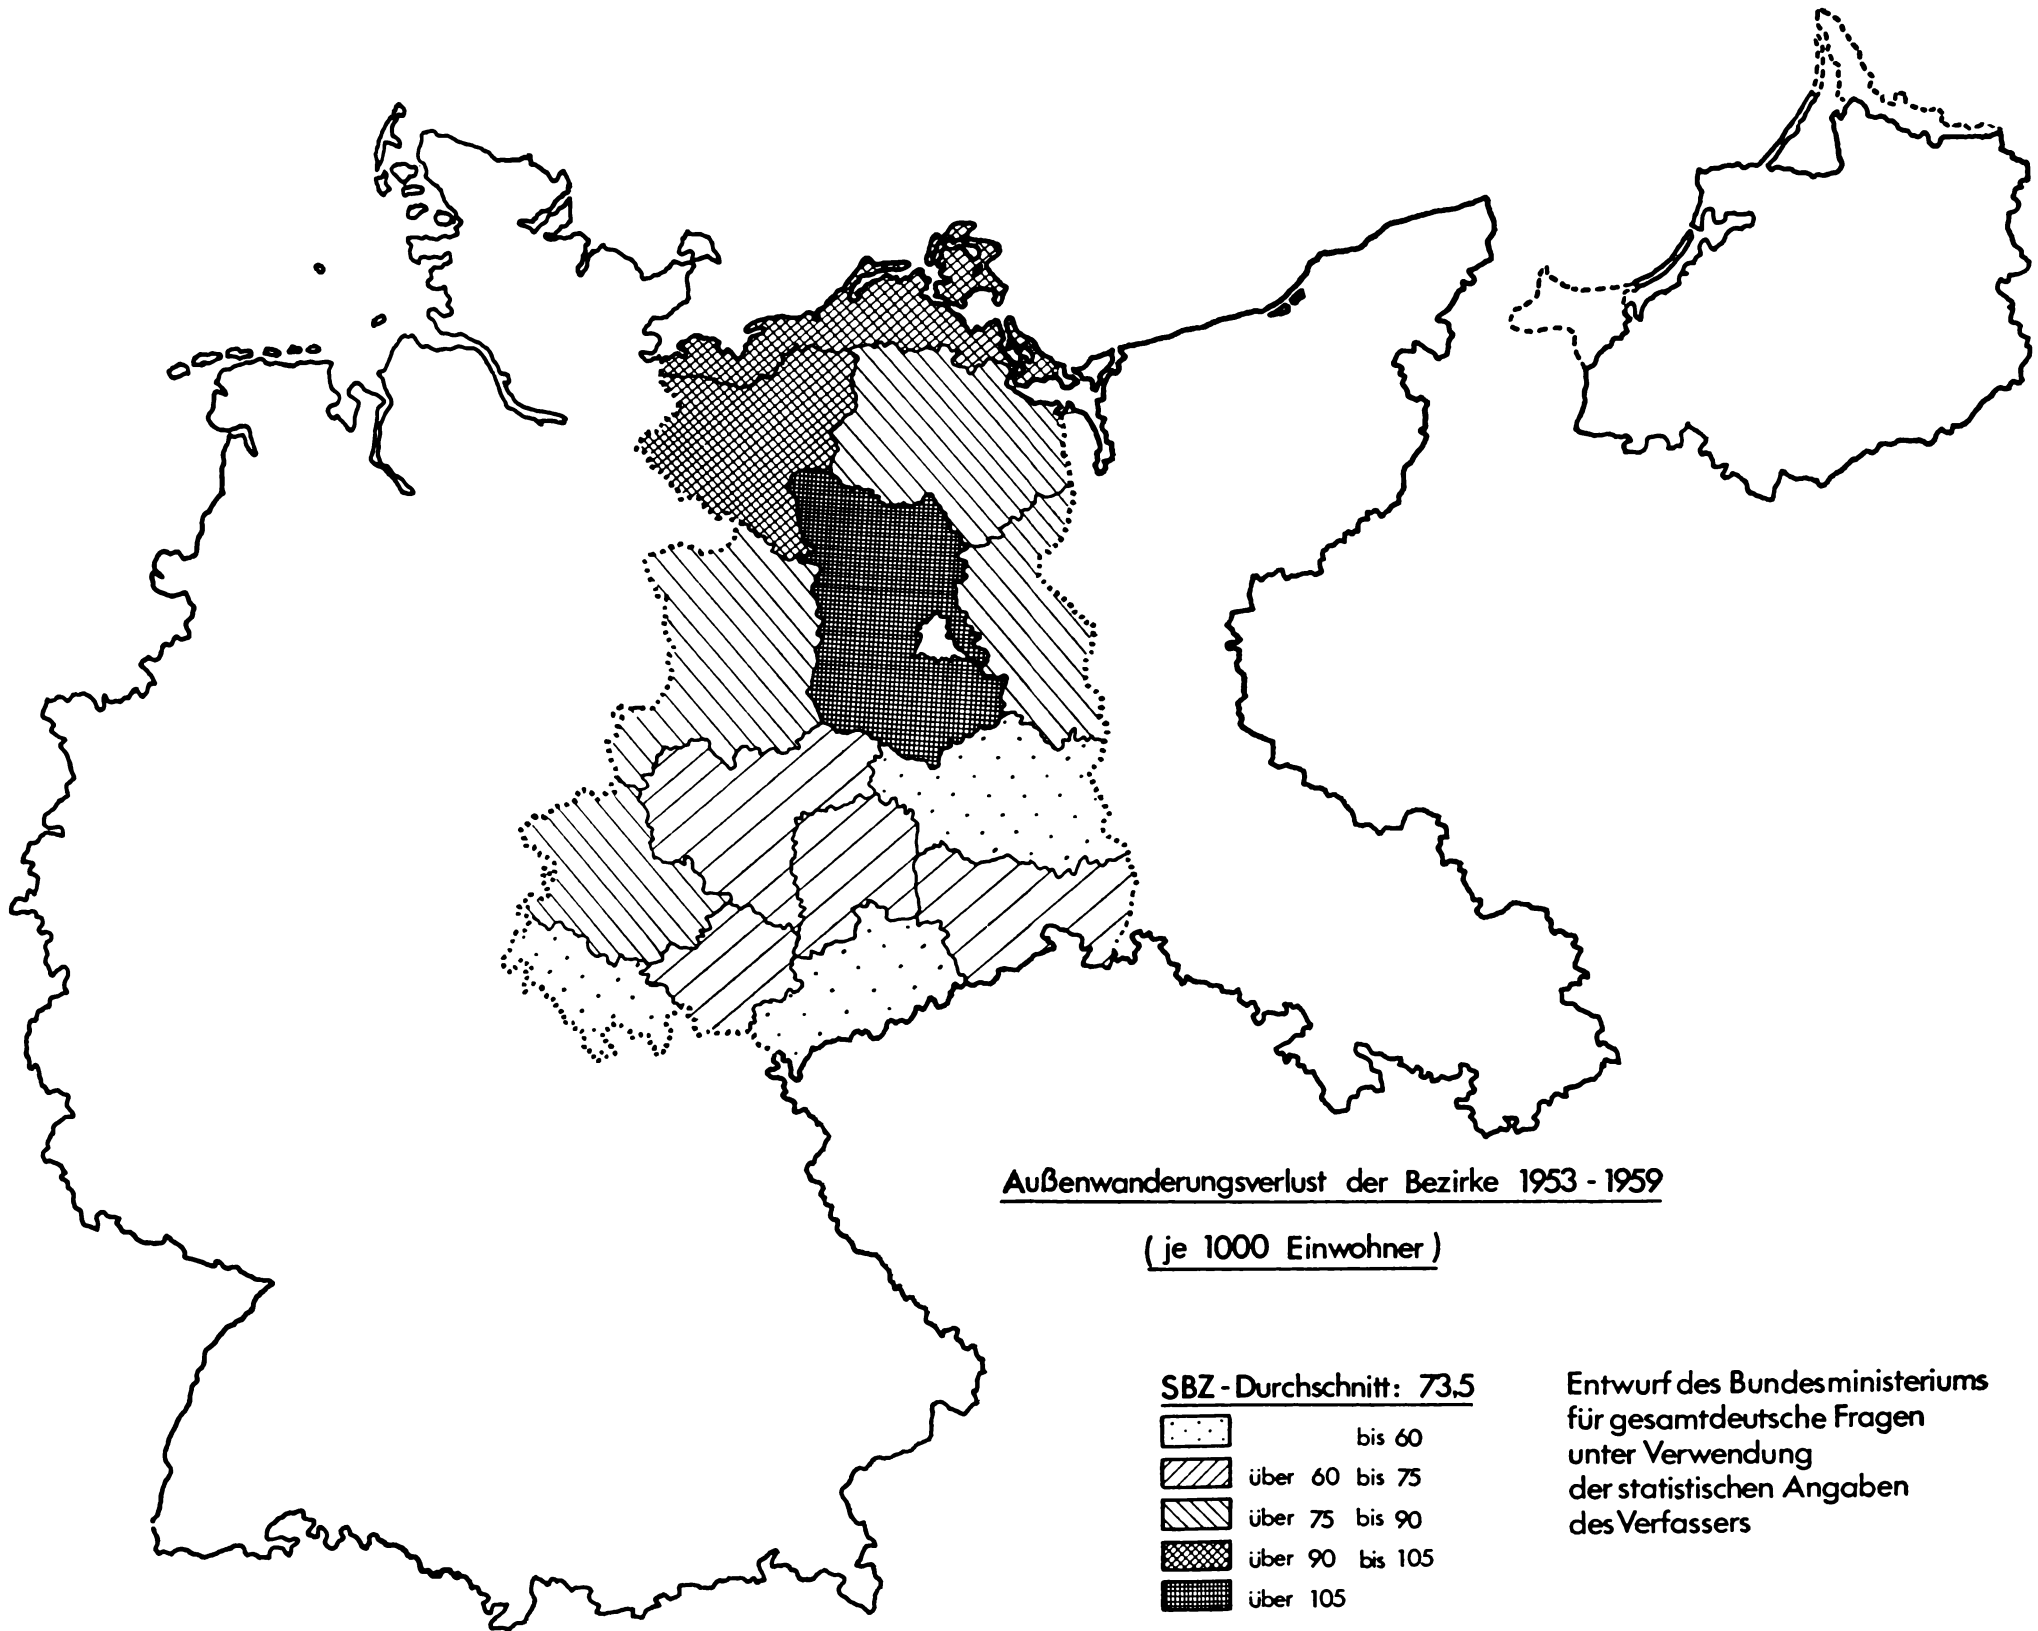 Außenwanderungsverlust der Bezirke 1953 - 1959
( je 1000 Einwohner )
SBZ - Durchschnitt: 73,5
bis 60
über 60 bis 75
über 75 bis 90
über 90 bis 105
über 105
Entwurf des Bundesministeriums
für gesamtdeutsche Fragen
unter Verwendung
der statistischen Angaben
des Verfassers